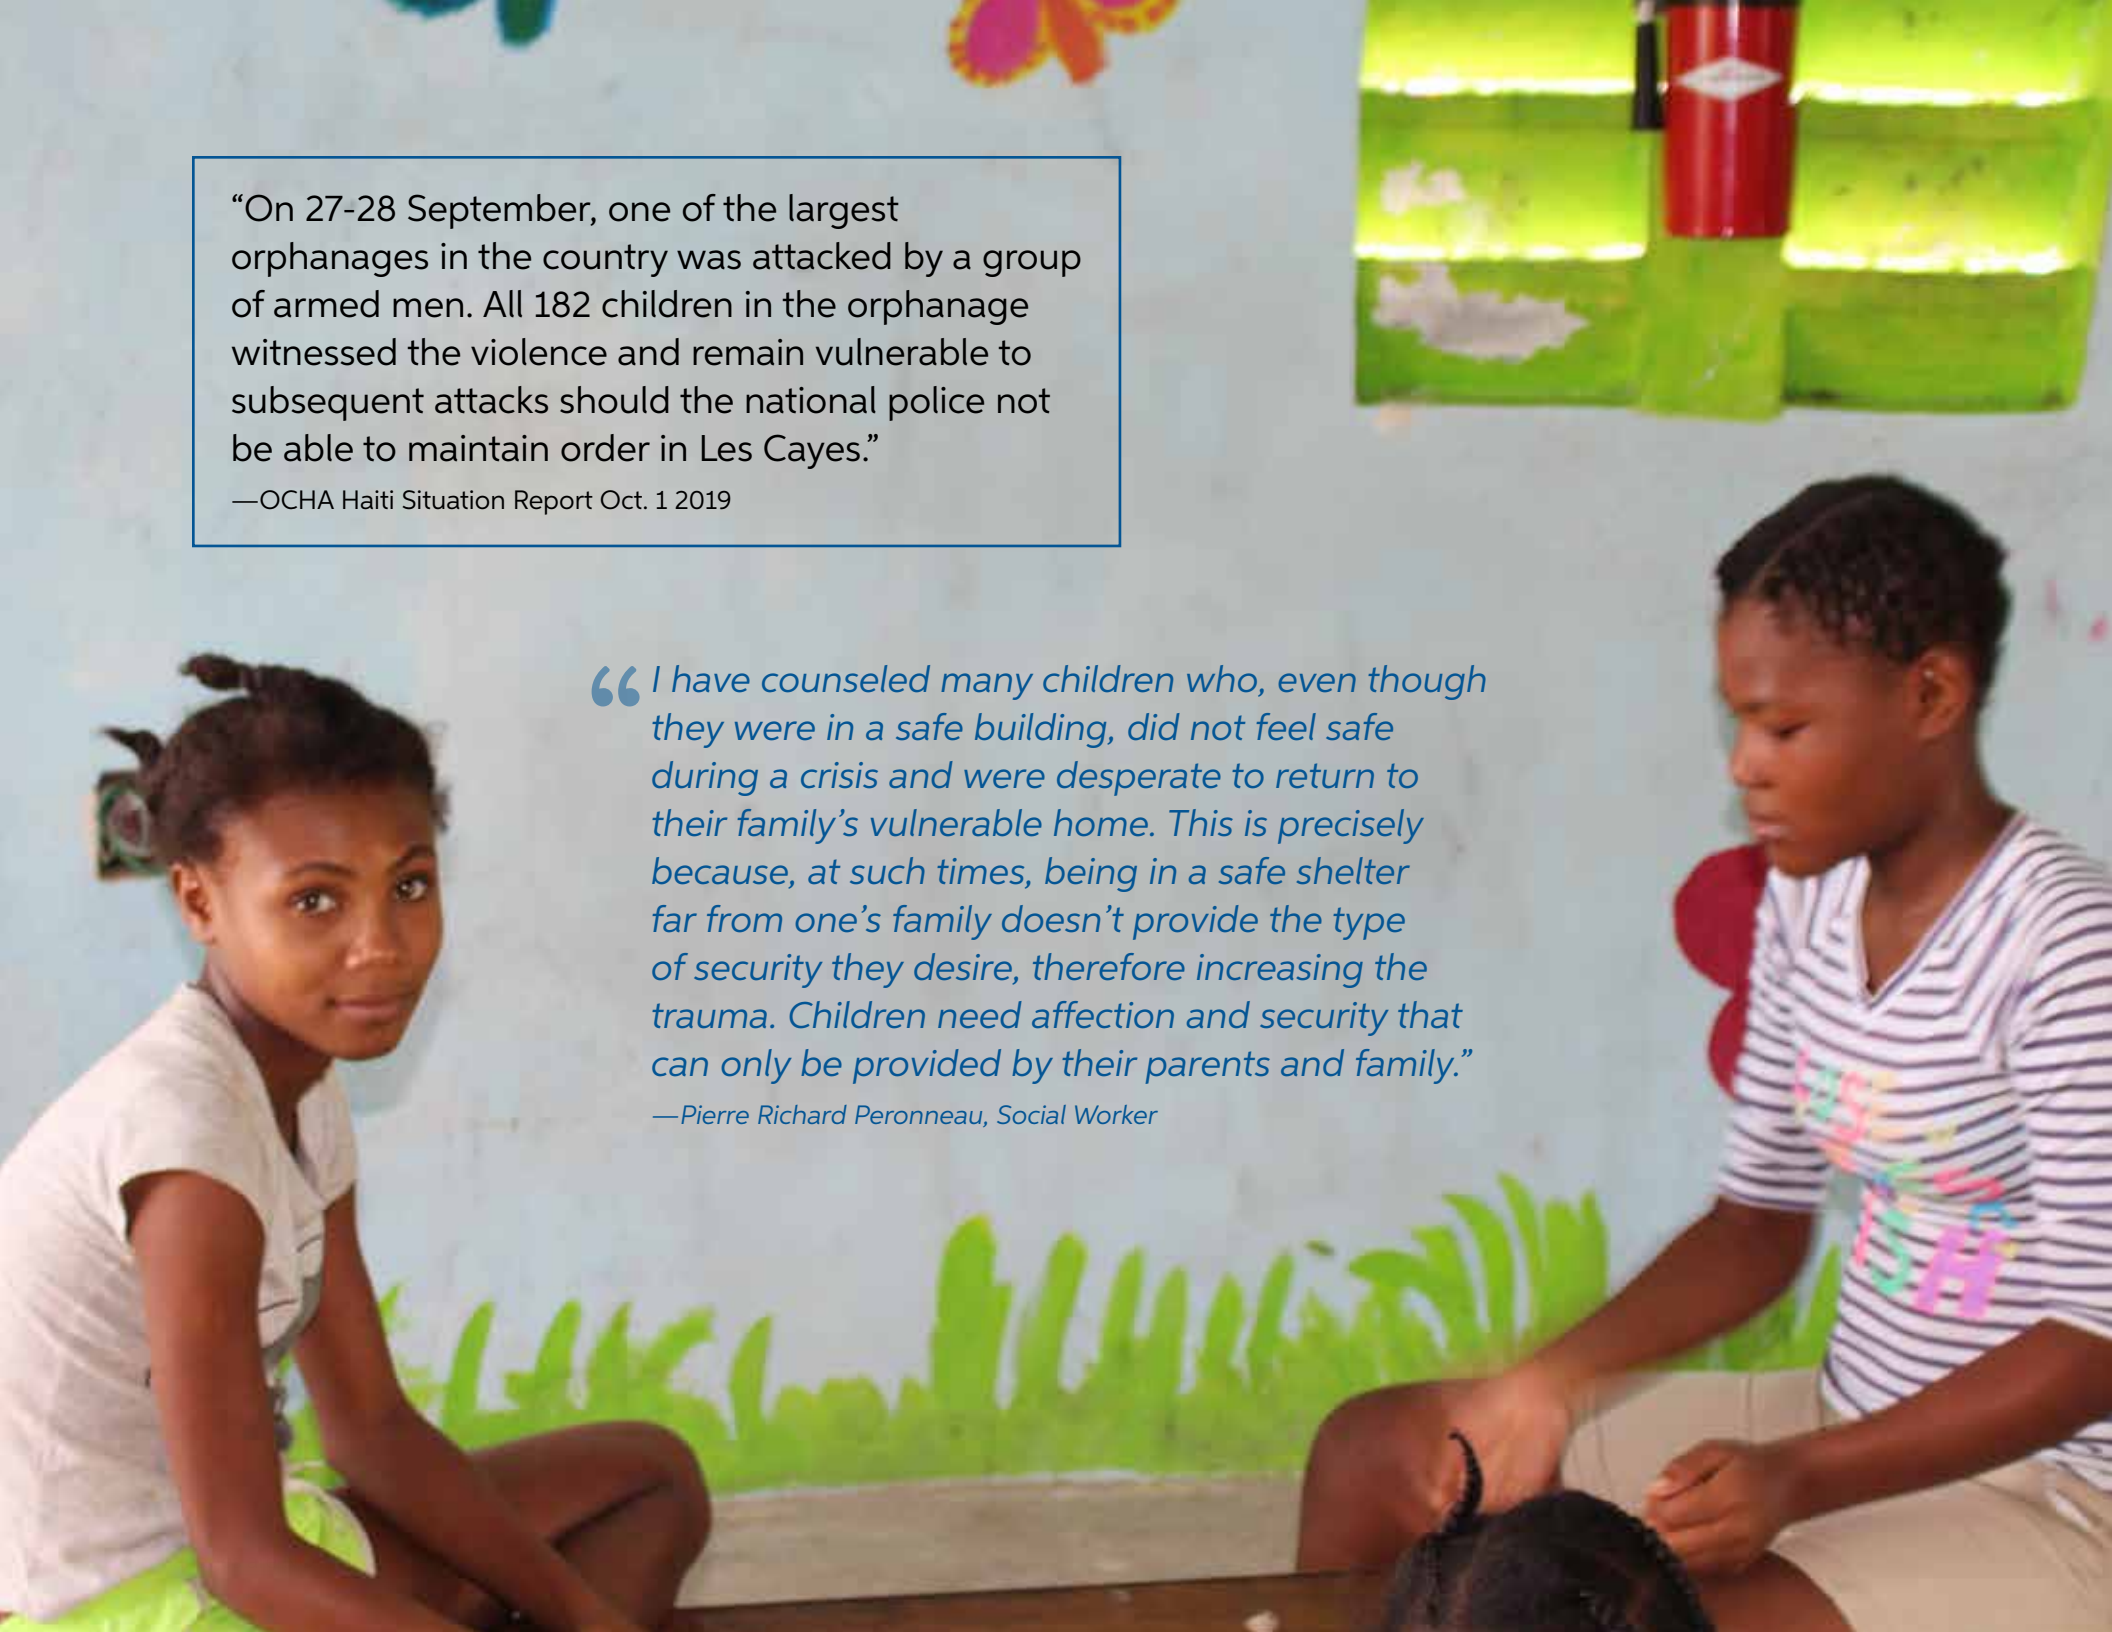 “On 27-28 September, one of the largest
orphanages in the country was attacked by a group
of armed men. All 182 children in the orphanage
witnessed the violence and remain vulnerable to
subsequent attacks should the national police not
be able to maintain order in Les Cayes.”
—OCHA Haiti Situation Report Oct. 1 2019
“I have counseled many children who, even though
they were in a safe building, did not feel safe
during a crisis and were desperate to return to
their family’s vulnerable home. This is precisely
because, at such times, being in a safe shelter
far from one’s family doesn’t provide the type
of security they desire, therefore increasing the
trauma. Children need affection and security that
can only be provided by their parents and family.”
—Pierre Richard Peronneau, Social Worker